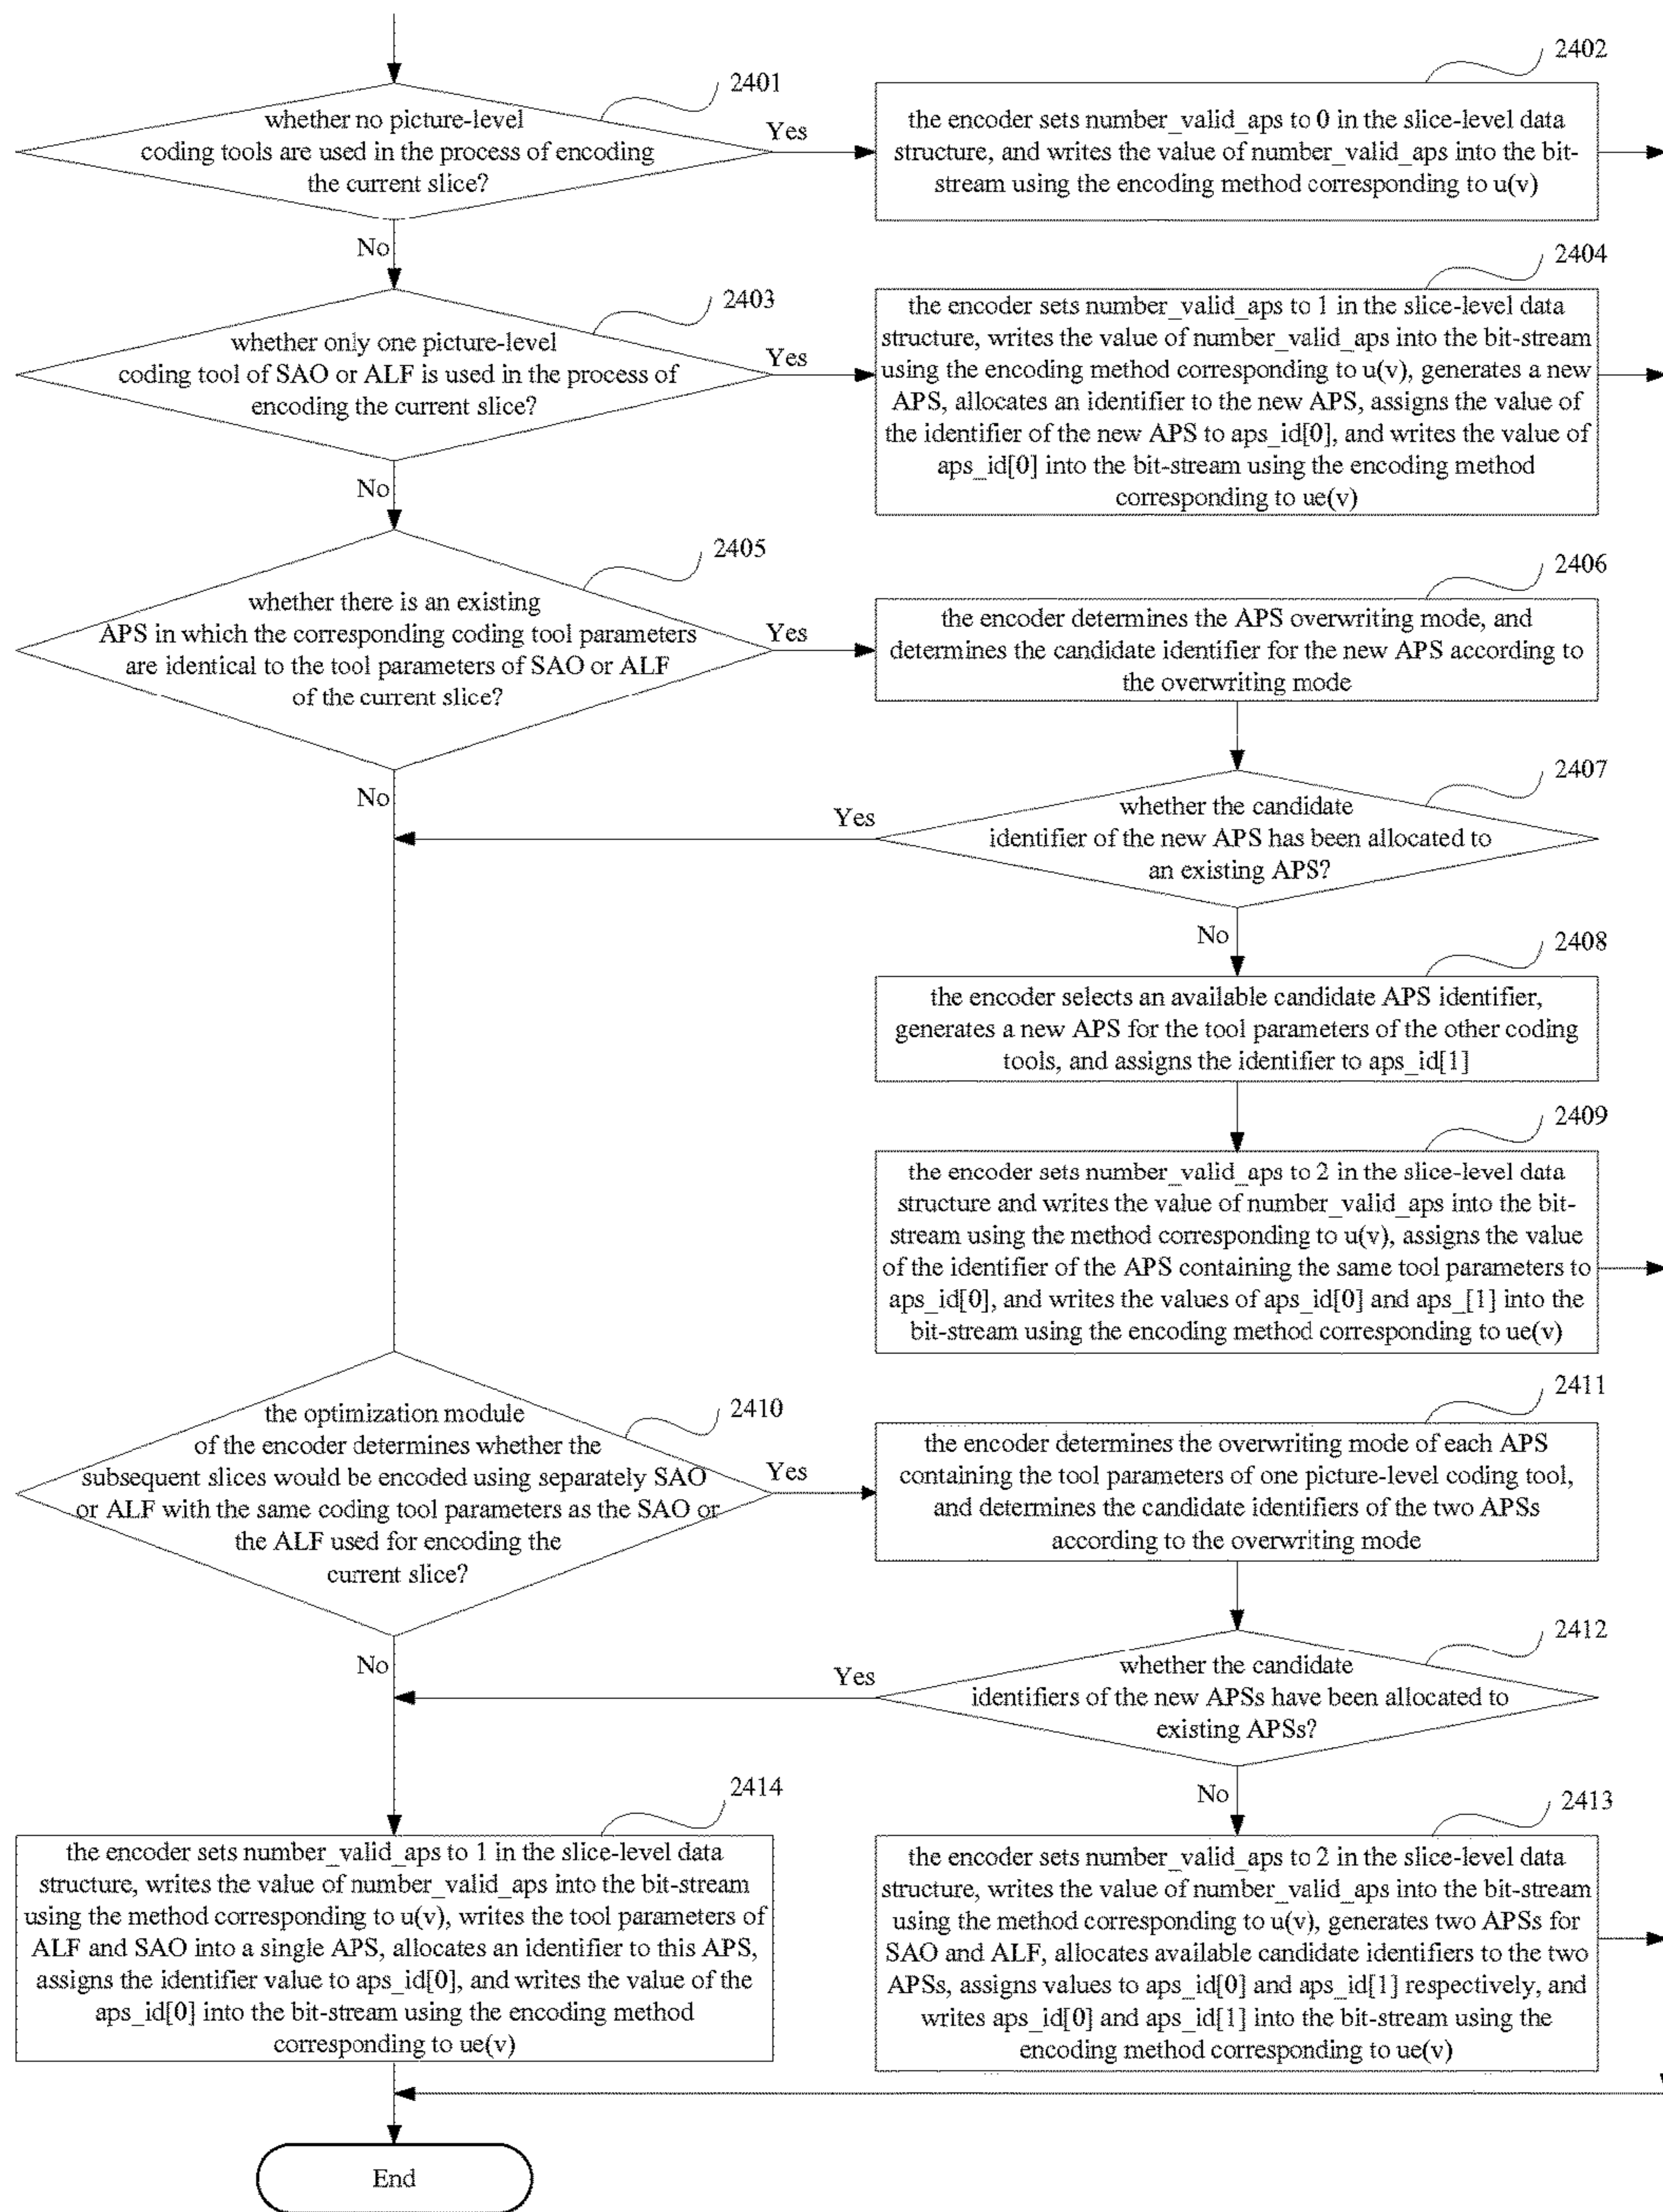 2401
whether no picture-level
coding tools are used in the process of encoding
the current slice?
Yes
No
2402
the encoder sets number_valid_aps to 0 in the slice-level data
structure, and writes the value of number_valid_aps into the bit-
stream using the encoding method corresponding to u(v)
2403
whether only one picture-level
coding tool of SAO or ALF is used in the process of
encoding the current slice?
Yes
No
2404
the encoder sets number_valid_aps to 1 in the slice-level data
structure, writes the value of number_valid_aps into the bit-stream
using the encoding method corresponding to u(v), generates a new
APS, allocates an identifier to the new APS, assigns the value of
the identifier of the new APS to aps_id[0], and writes the value of
aps_id[0] into the bit-stream using the encoding method
corresponding to ue(v)
2405
whether there is an existing
APS in which the corresponding coding tool parameters
are identical to the tool parameters of SAO or ALF
of the current slice?
Yes
No
2406
the encoder determines the APS overwriting mode, and
determines the candidate identifier for the new APS according to
the overwriting mode
2407
whether the candidate
identifier of the new APS has been allocated to
an existing APS?
Yes
No
2408
the encoder selects an available candidate APS identifier,
generates a new APS for the tool parameters of the other coding
tools, and assigns the identifier to aps_id[1]
2409
the encoder sets number_valid_aps to 2 in the slice-level data
structure and writes the value of number_valid_aps into the bit-
stream using the method corresponding to u(v), assigns the value
of the identifier of the APS containing the same tool parameters to
aps_id[0], and writes the values of aps_id[0] and aps_[1] into the
bit-stream using the encoding method corresponding to ue(v)
2410
the optimization module
of the encoder determines whether the
subsequent slices would be encoded using separately SAO
or ALF with the same coding tool parameters as the SAO or
the ALF used for encoding the
current slice?
Yes
No
2411
the encoder determines the overwriting mode of each APS
containing the tool parameters of one picture-level coding tool,
and determines the candidate identifiers of the two APSs
according to the overwriting mode
2412
whether the candidate
identifiers of the new APSs have been allocated to
existing APSs?
Yes
No
2414
the encoder sets number_valid_aps to 1 in the slice-level data
structure, writes the value of number_valid_aps into the bit-stream
using the method corresponding to u(v), writes the tool parameters of
ALF and SAO into a single APS, allocates an identifier to this APS,
assigns the identifier value to aps_id[0], and writes the value of the
aps_id[0] into the bit-stream using the encoding method
corresponding to ue(v)
2413
the encoder sets number_valid_aps to 2 in the slice-level data
structure, writes the value of number_valid_aps into the bit-stream
using the method corresponding to u(v), generates two APSs for
SAO and ALF, allocates available candidate identifiers to the two
APSs, assigns values to aps_id[0] and aps_id[1] respectively, and
writes aps_id[0] and aps_id[1] into the bit-stream using the
encoding method corresponding to ue(v)
End